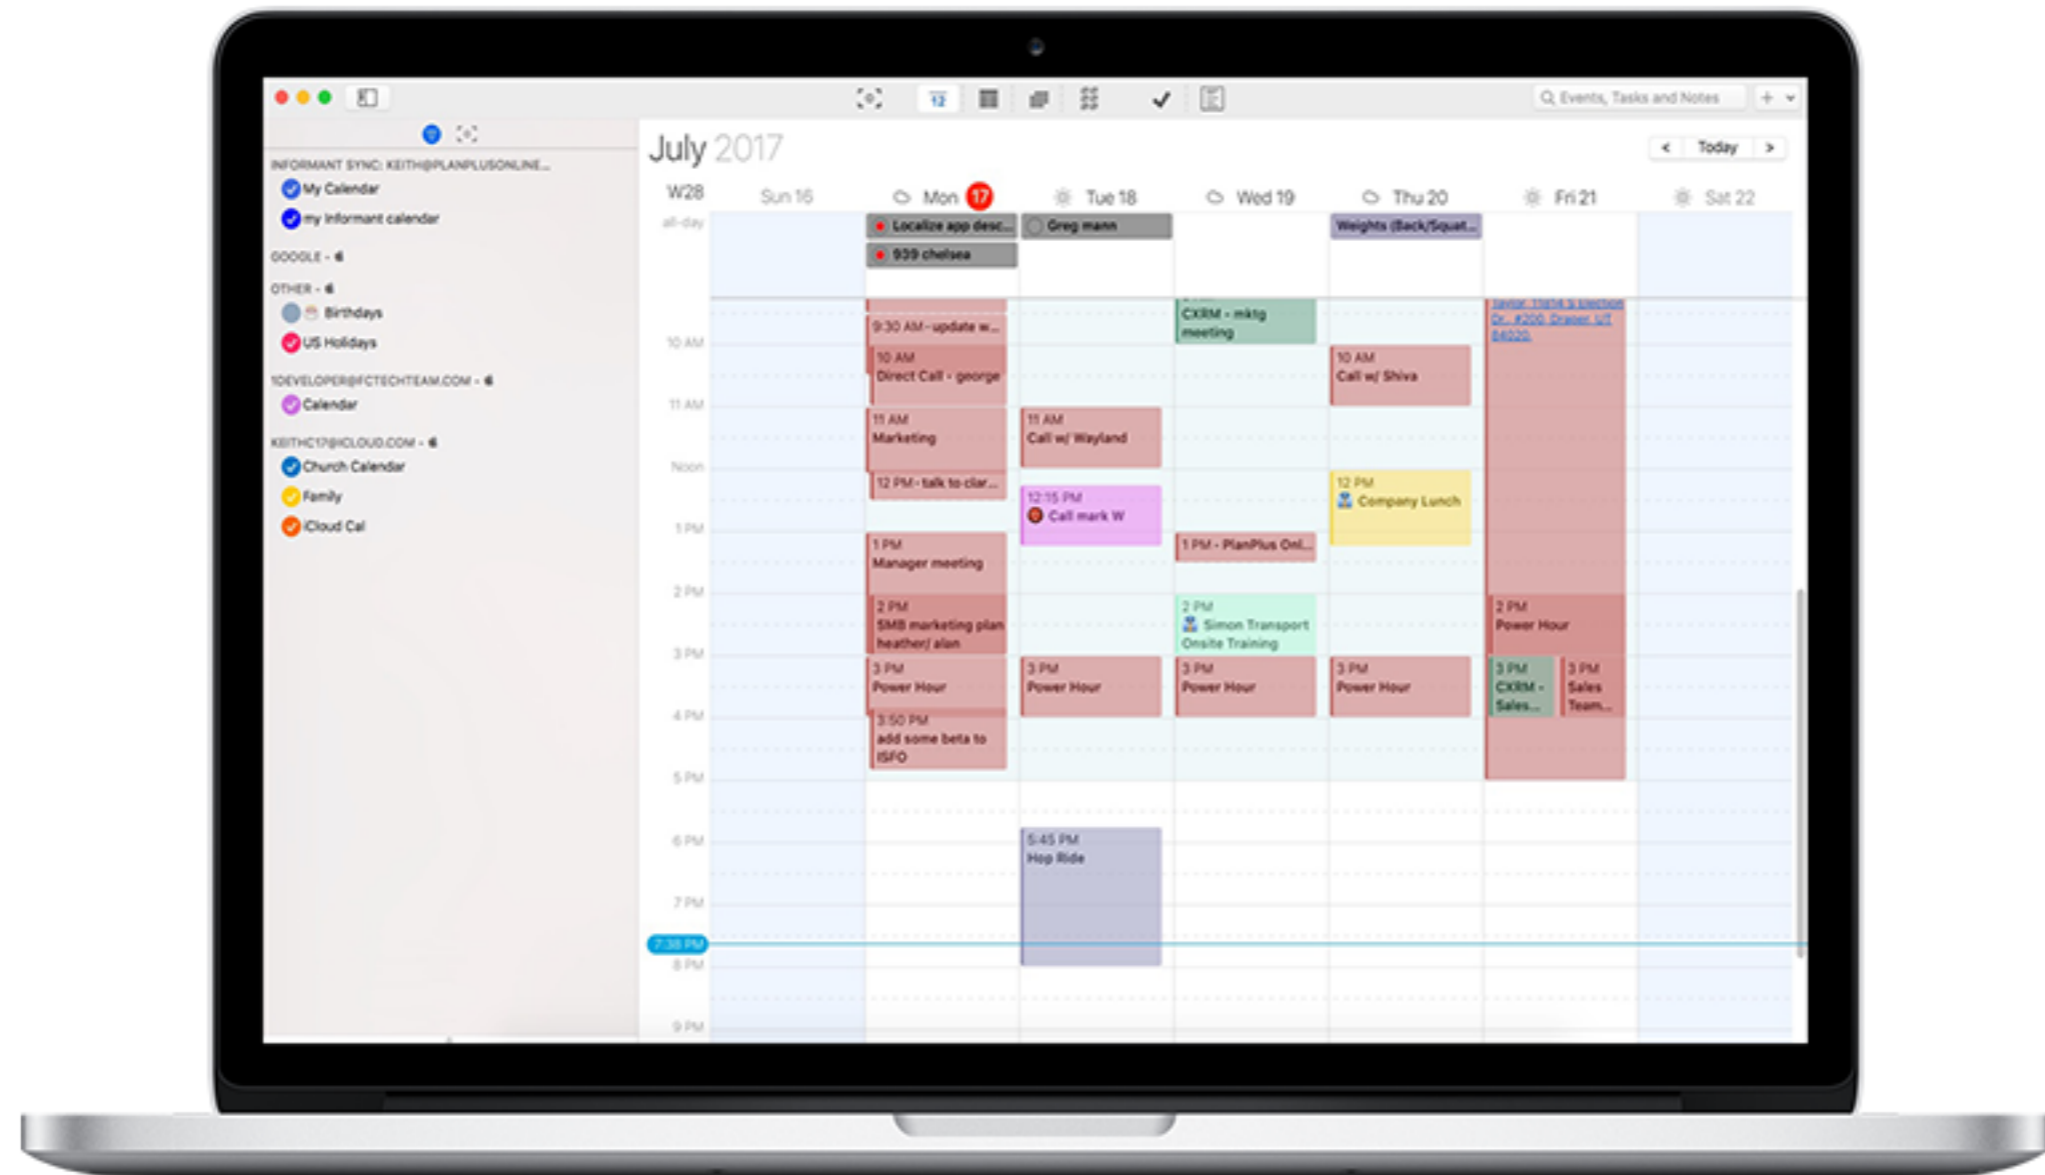 Events, Tasks and Notes
INFORMANT SYNC: KEITH@PLANPLUSONLINE...
My Calendar
my Informant calendar
GOOGLE -
OTHER -
Birthdays
US Holidays
1DEVELOPER@FCTECHTEAM.COM -
Calendar
KEITHC17@ICLOUD.COM -
Church Calendar
Family
iCloud Cal
July 2017
< Today >
W28
Sun 16
Mon 17
Tue 18
Wed 19
Thu 20
Fri 21
Sat 22
all-day
Localize app desc...
939 chelsea
Greg mann
Weights (Back/Squat...
10 AM
11 AM
Noon
1 PM
2 PM
3 PM
4 PM
5 PM
6 PM
7 PM
7:38 PM
8 PM
9 PM
9:30 AM - update w...
10 AM
Direct Call - george
11 AM
Marketing
12 PM - talk to clar...
1 PM
Manager meeting
2 PM
SMB marketing plan
heather/ alan
3 PM
Power Hour
3:50 PM
add some beta to
ISFO
11 AM
Call w/ Wayland
12:15 PM
Call mark W
3 PM
Power Hour
5:45 PM
Hop Ride
CXRM - mktg
meeting
1 PM - PlanPlus Onl...
2 PM
Simon Transport
Onsite Training
3 PM
Power Hour
10 AM
Call w/ Shiva
12 PM
Company Lunch
3 PM
Power Hour
Taylor, 11814 S Election
Dr., #200, Draper, UT
84020,
2 PM
Power Hour
3 PM
CXRM -
Sales...
3 PM
Sales
Team...